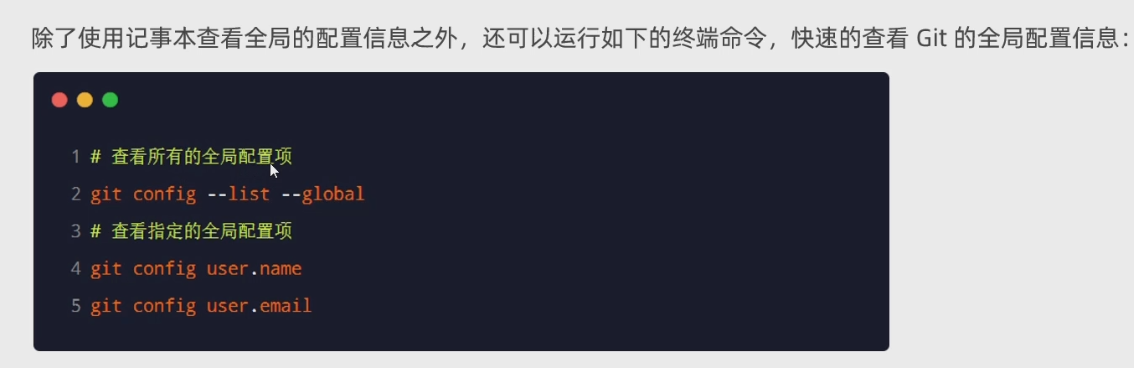 除了使用记事本查看全局的配置信息之外，还可以运行如下的终端命令，快速的查看 Git 的全局配置信息：
1 # 查看所有的全局配置项
2 git config --list --global
3 # 查看指定的全局配置项
4 git config user.name
5 git config user.email